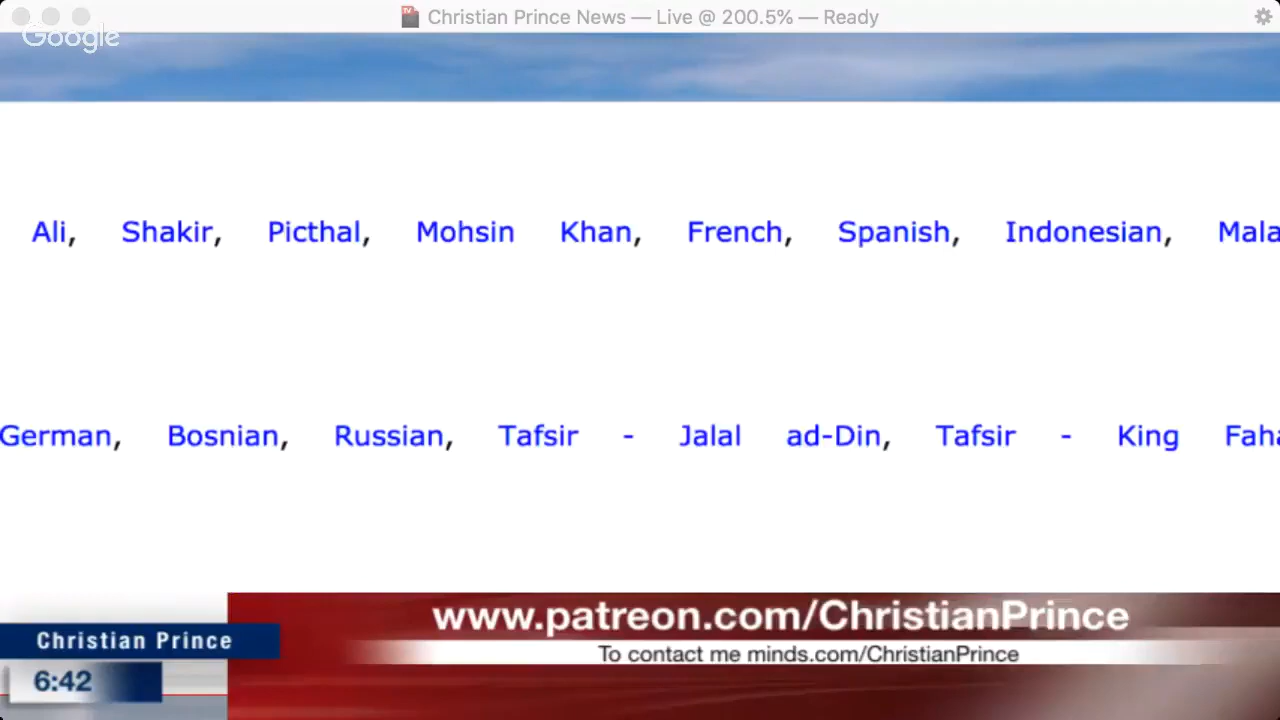 Christian Prince News — Live @ 200.5% — Ready
Google
Ali, Shakir, Picthal, Mohsin Khan, French, Spanish, Indonesian, Mala
German, Bosnian, Russian, Tafsir - Jalal ad-Din, Tafsir - King Faha
www.patreon.com/ChristianPrince
Christian Prince
To contact me minds.com/ChristianPrince
6:42